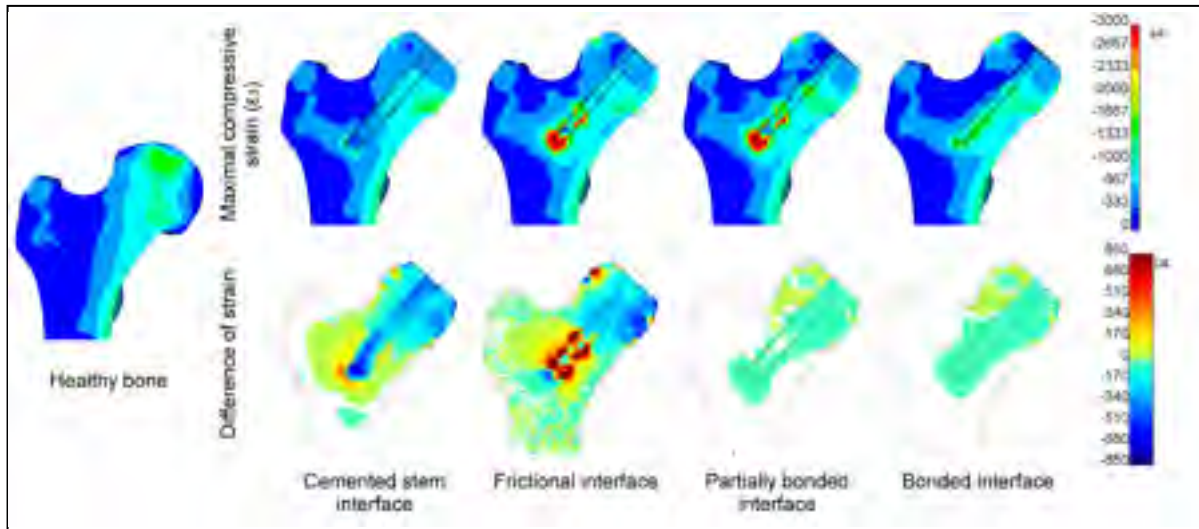 Maximal compressive
strain (ε₃)
-3000
-2667
-2333
-2000
-1667
-1333
-1000
-667
-333
0
Healthy bone
Difference of strain
850
680
510
340
170
0
-170
-340
-510
-680
-850
Cemented stem
interface
Frictional interface
Partially bonded
interface
Bonded interface